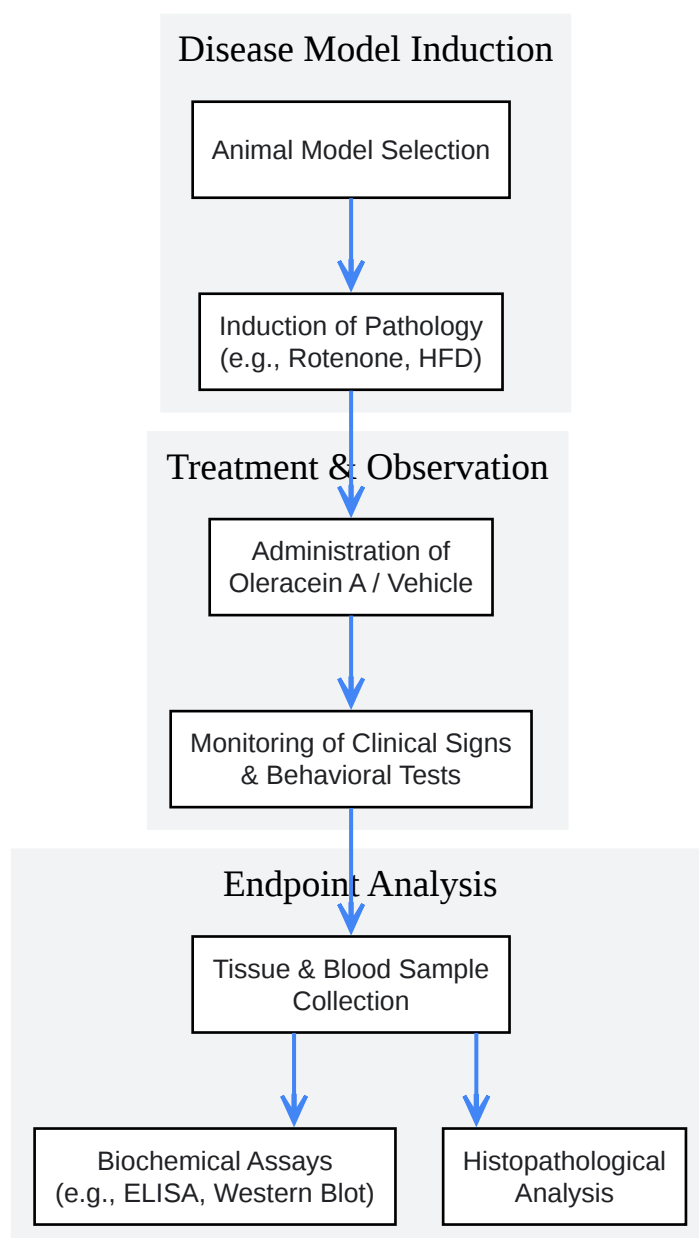 Disease Model Induction
Animal Model Selection
Induction of Pathology
(e.g., Rotenone, HFD)
Treatment & Observation
Administration of
Oleracein A / Vehicle
Monitoring of Clinical Signs
& Behavioral Tests
Endpoint Analysis
Tissue & Blood Sample
Collection
Biochemical Assays
(e.g., ELISA, Western Blot)
Histopathological
Analysis